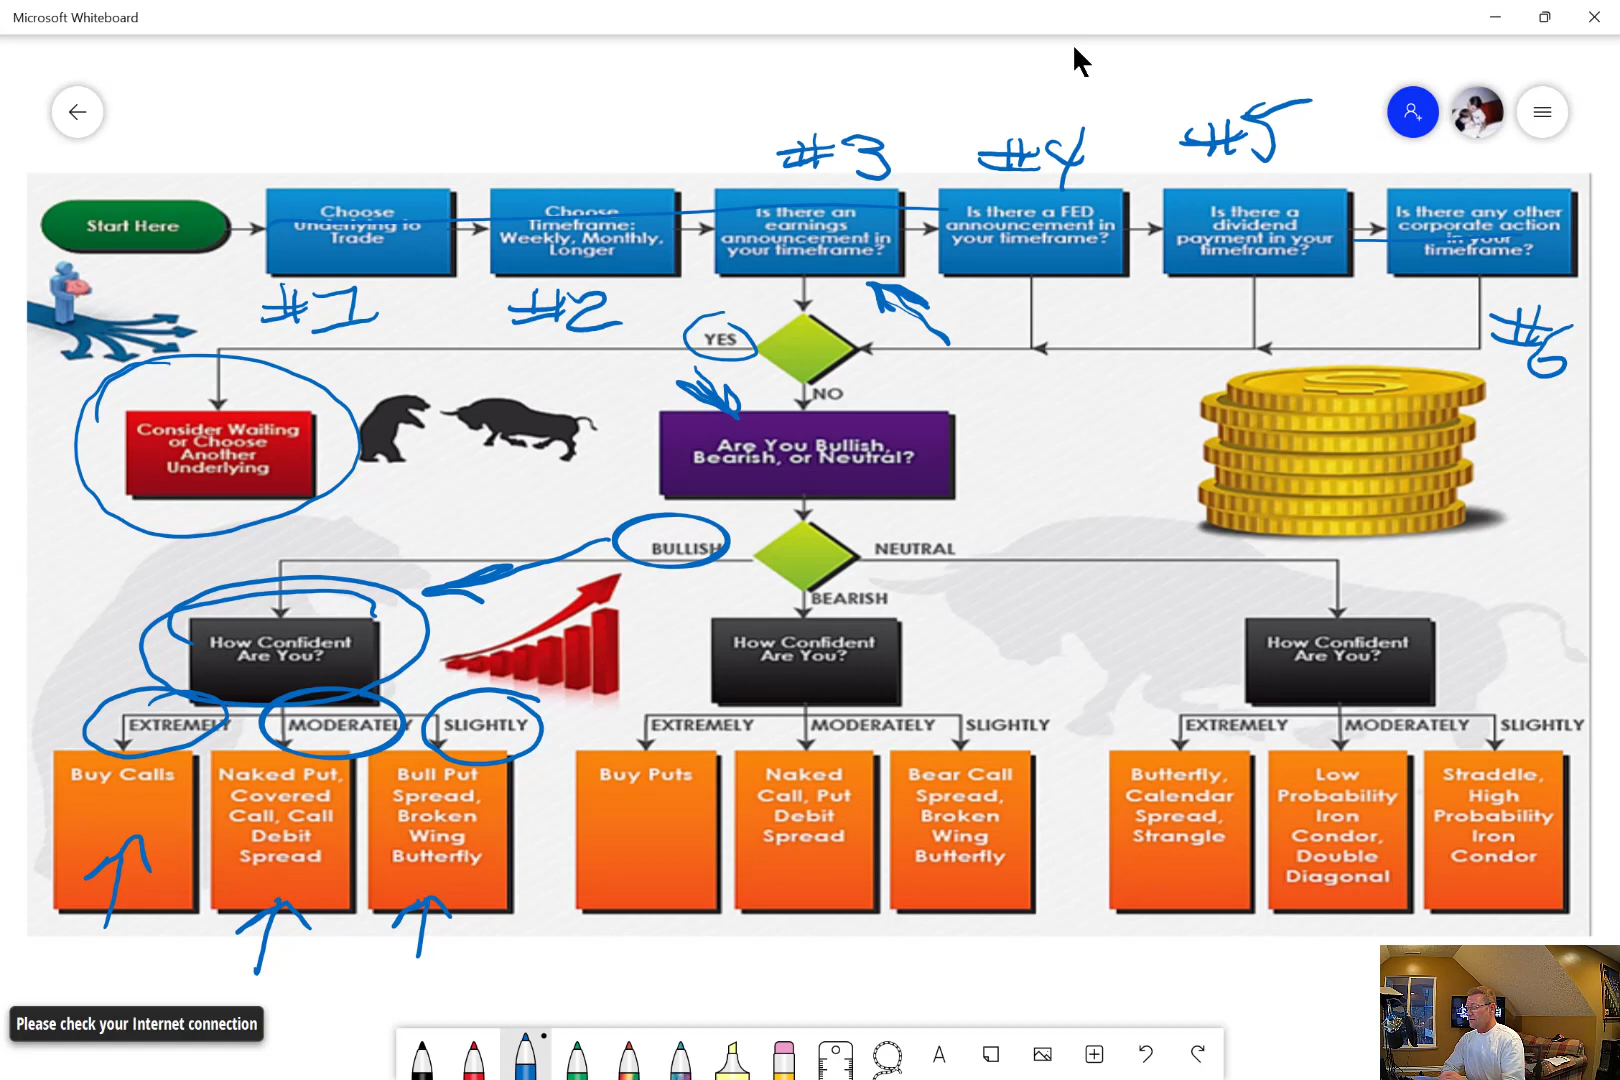 Microsoft Whiteboard
#3
#4
#5
Start Here
Choose
Underlying To
Trade
Choose
Timeframe:
Weekly, Monthly,
Longer
Is there an
earnings
announcement in
your timeframe?
Is there a FED
announcement in
your timeframe?
Is there a
dividend
payment in your
timeframe?
Is there any other
corporate action
in your
timeframe?
#1
#2
#6
YES
NO
Consider Waiting
or Choose
Another
Underlying
Are You Bullish,
Bearish, or Neutral?
BULLISH
NEUTRAL
BEARISH
How Confident
Are You?
How Confident
Are You?
How Confident
Are You?
EXTREMELY
MODERATELY
SLIGHTLY
EXTREMELY
MODERATELY
SLIGHTLY
EXTREMELY
MODERATELY
SLIGHTLY
Buy Calls
Naked Put,
Covered
Call, Call
Debit
Spread
Bull Put
Spread,
Broken
Wing
Butterfly
Buy Puts
Naked
Call, Put
Debit
Spread
Bear Call
Spread,
Broken
Wing
Butterfly
Butterfly,
Calendar
Spread,
Strangle
Low
Probability
Iron
Condor,
Double
Diagonal
Straddle,
High
Probability
Iron
Condor
Please check your Internet connection
A